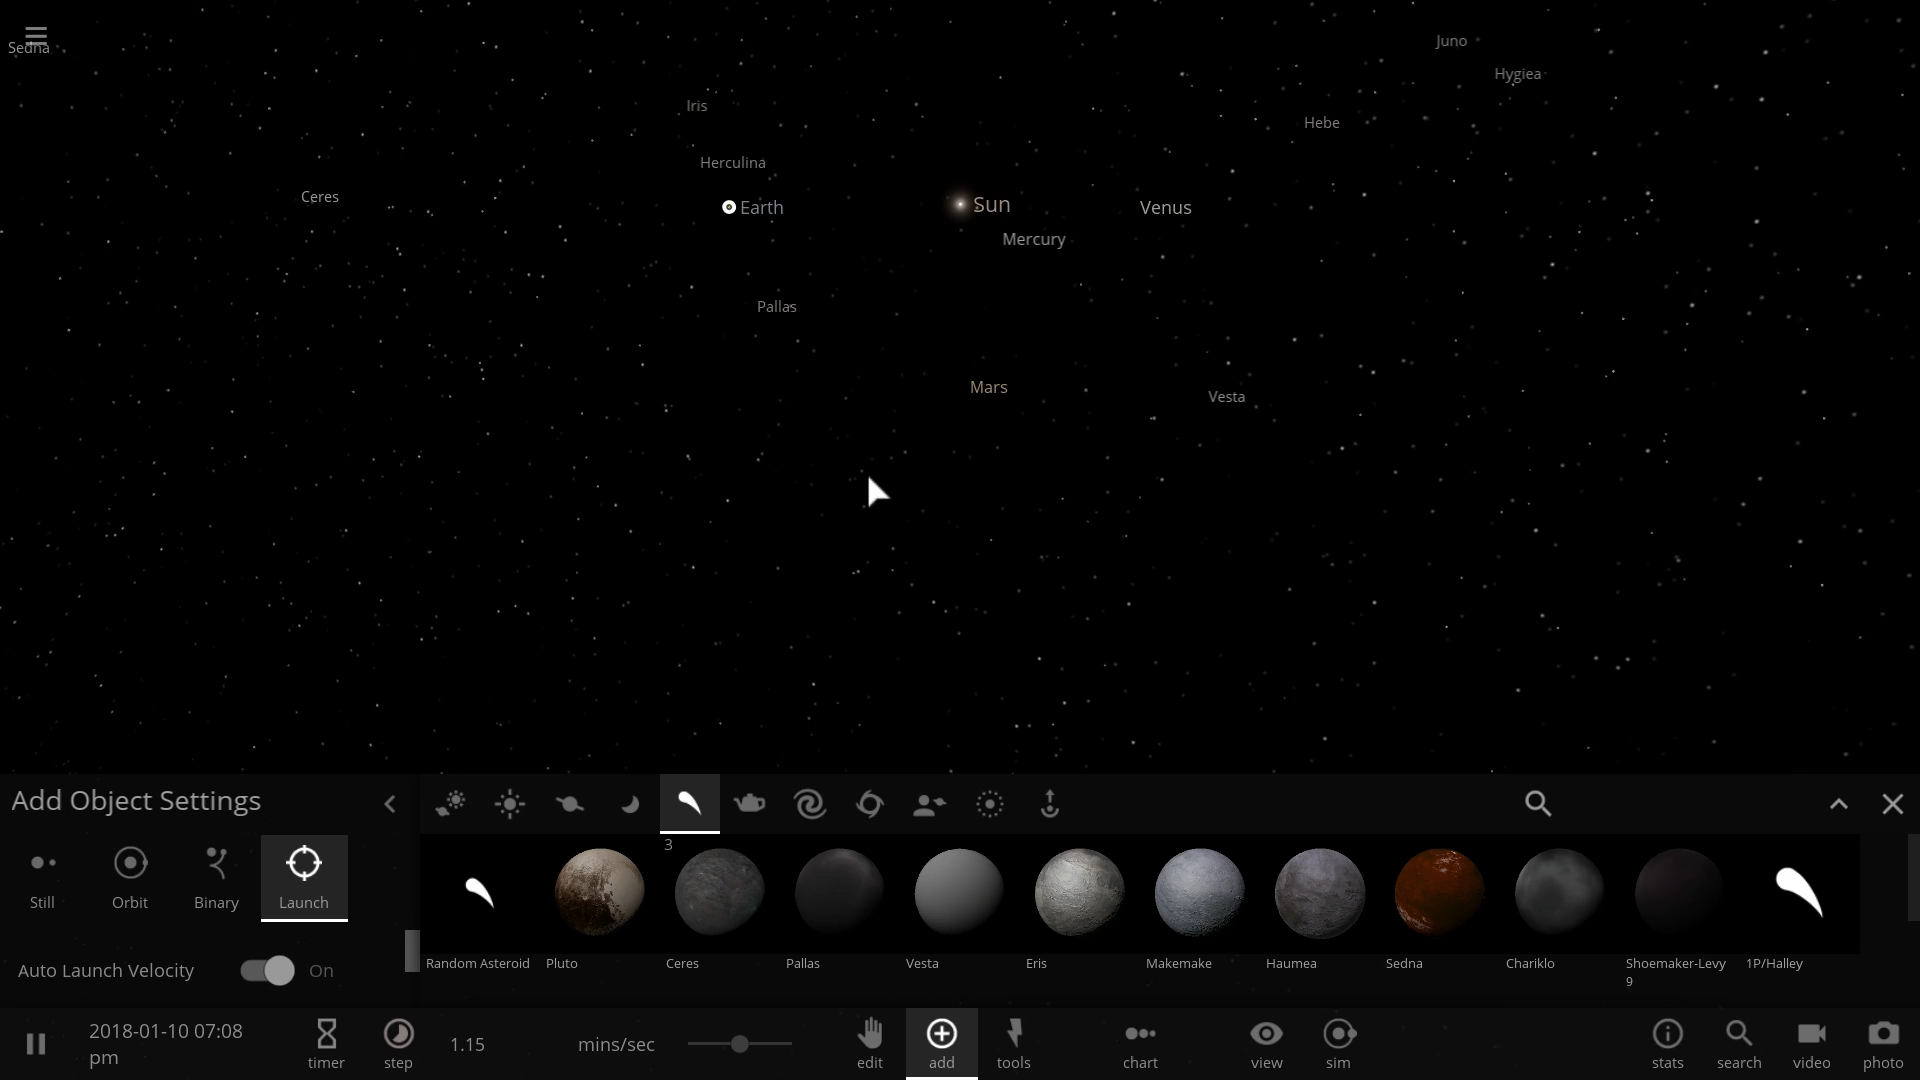 Sedna
Juno
Hygiea
Iris
Hebe
Herculina
Ceres
Earth
Sun
Venus
Mercury
Pallas
Mars
Vesta
Add Object Settings
3
Still
Orbit
Binary
Launch
Random Asteroid
Pluto
Ceres
Pallas
Vesta
Eris
Makemake
Haumea
Sedna
Chariklo
Shoemaker-Levy
9
1P/Halley
Auto Launch Velocity
On
2018-01-10 07:08
pm
timer
step
1.15
mins/sec
edit
add
tools
chart
view
sim
stats
search
video
photo